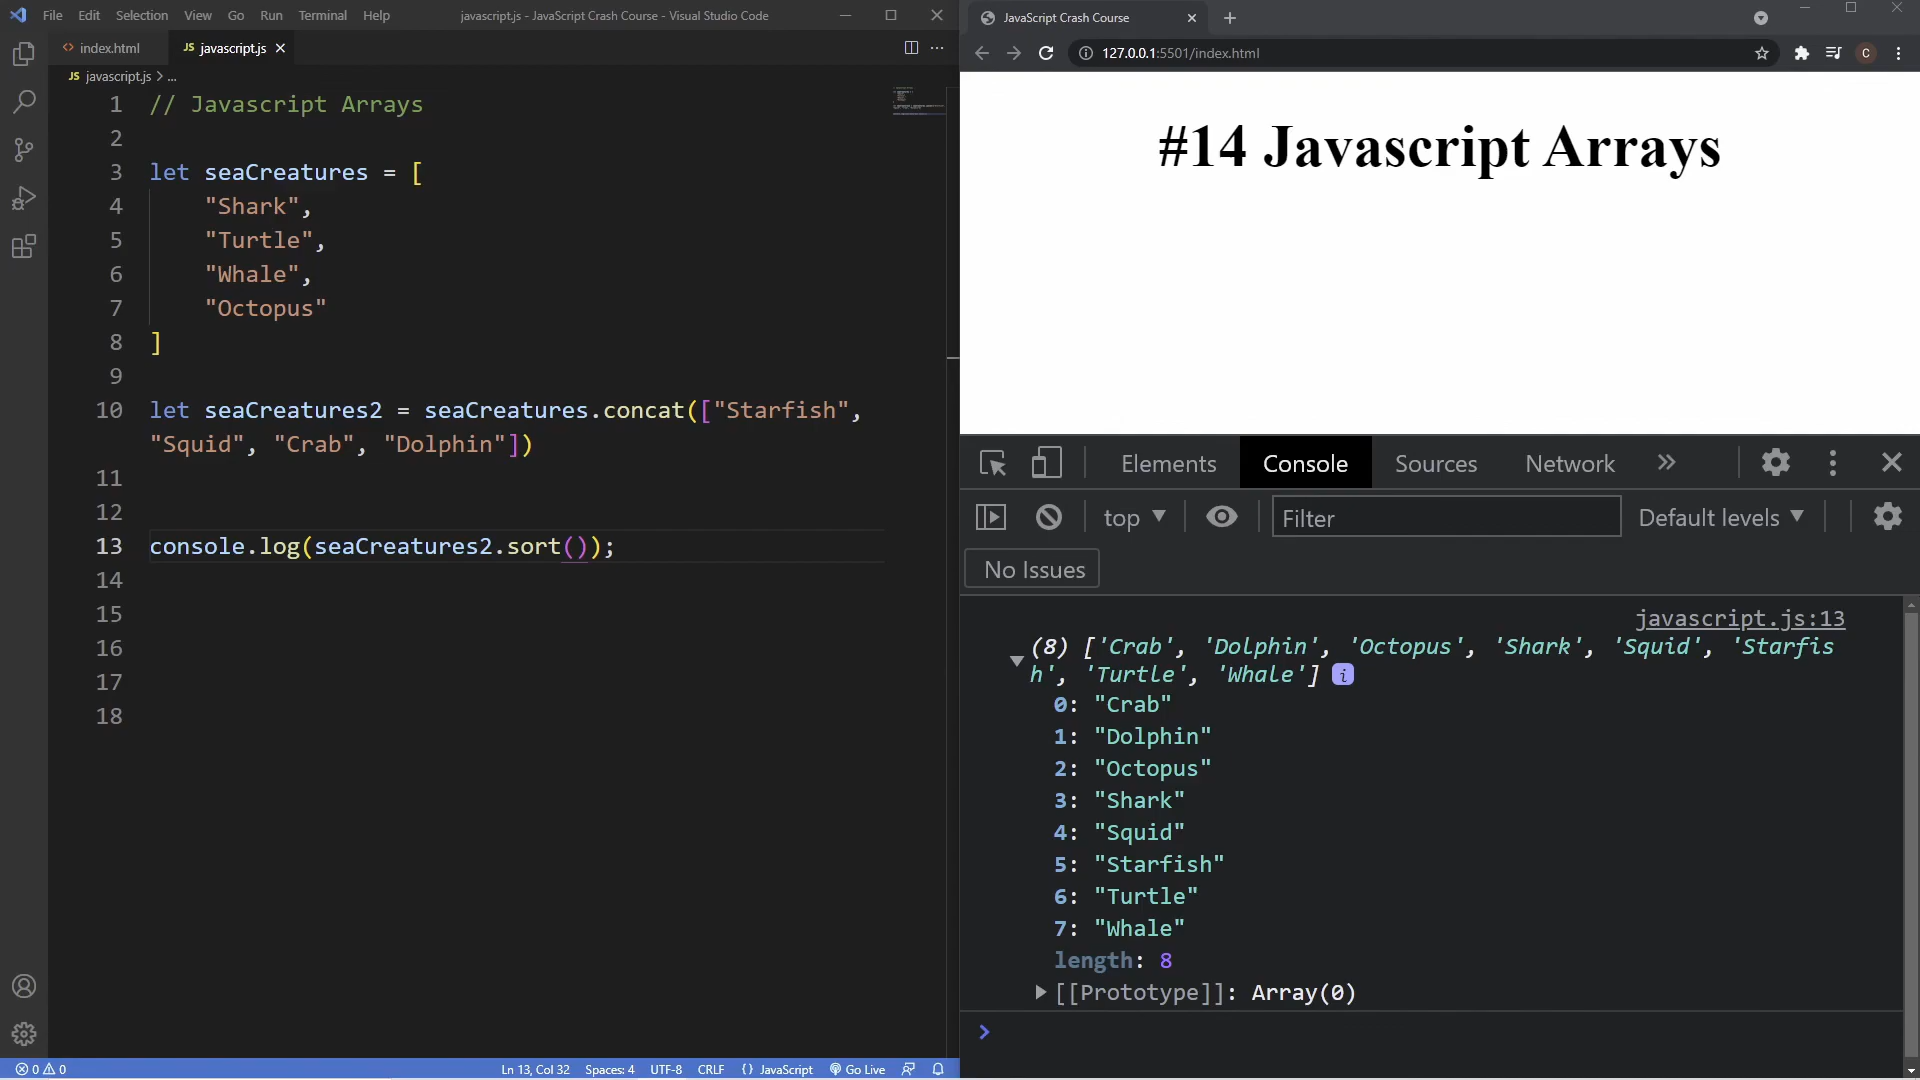 File Edit Selection View Go Run Terminal Help javascript.js - JavaScript Crash Course - Visual Studio Code
<> index.html JS javascript.js
JS javascript.js > ...
1 // Javascript Arrays
2
3 let seaCreatures = [
4 "Shark",
5 "Turtle",
6 "Whale",
7 "Octopus"
8 ]
9
10 let seaCreatures2 = seaCreatures.concat(["Starfish",
"Squid", "Crab", "Dolphin"])
11
12
13 console.log(seaCreatures2.sort());
14
15
16
17
18
0 0 Ln 13, Col 32 Spaces: 4 UTF-8 CRLF {} JavaScript Go Live
JavaScript Crash Course
127.0.0.1:5501/index.html C
#14 Javascript Arrays
Elements Console Sources Network »
top Filter Default levels
No Issues
javascript.js:13
(8) ['Crab', 'Dolphin', 'Octopus', 'Shark', 'Squid', 'Starfis
h', 'Turtle', 'Whale'] i
0: "Crab"
1: "Dolphin"
2: "Octopus"
3: "Shark"
4: "Squid"
5: "Starfish"
6: "Turtle"
7: "Whale"
length: 8
[[Prototype]]: Array(0)
>